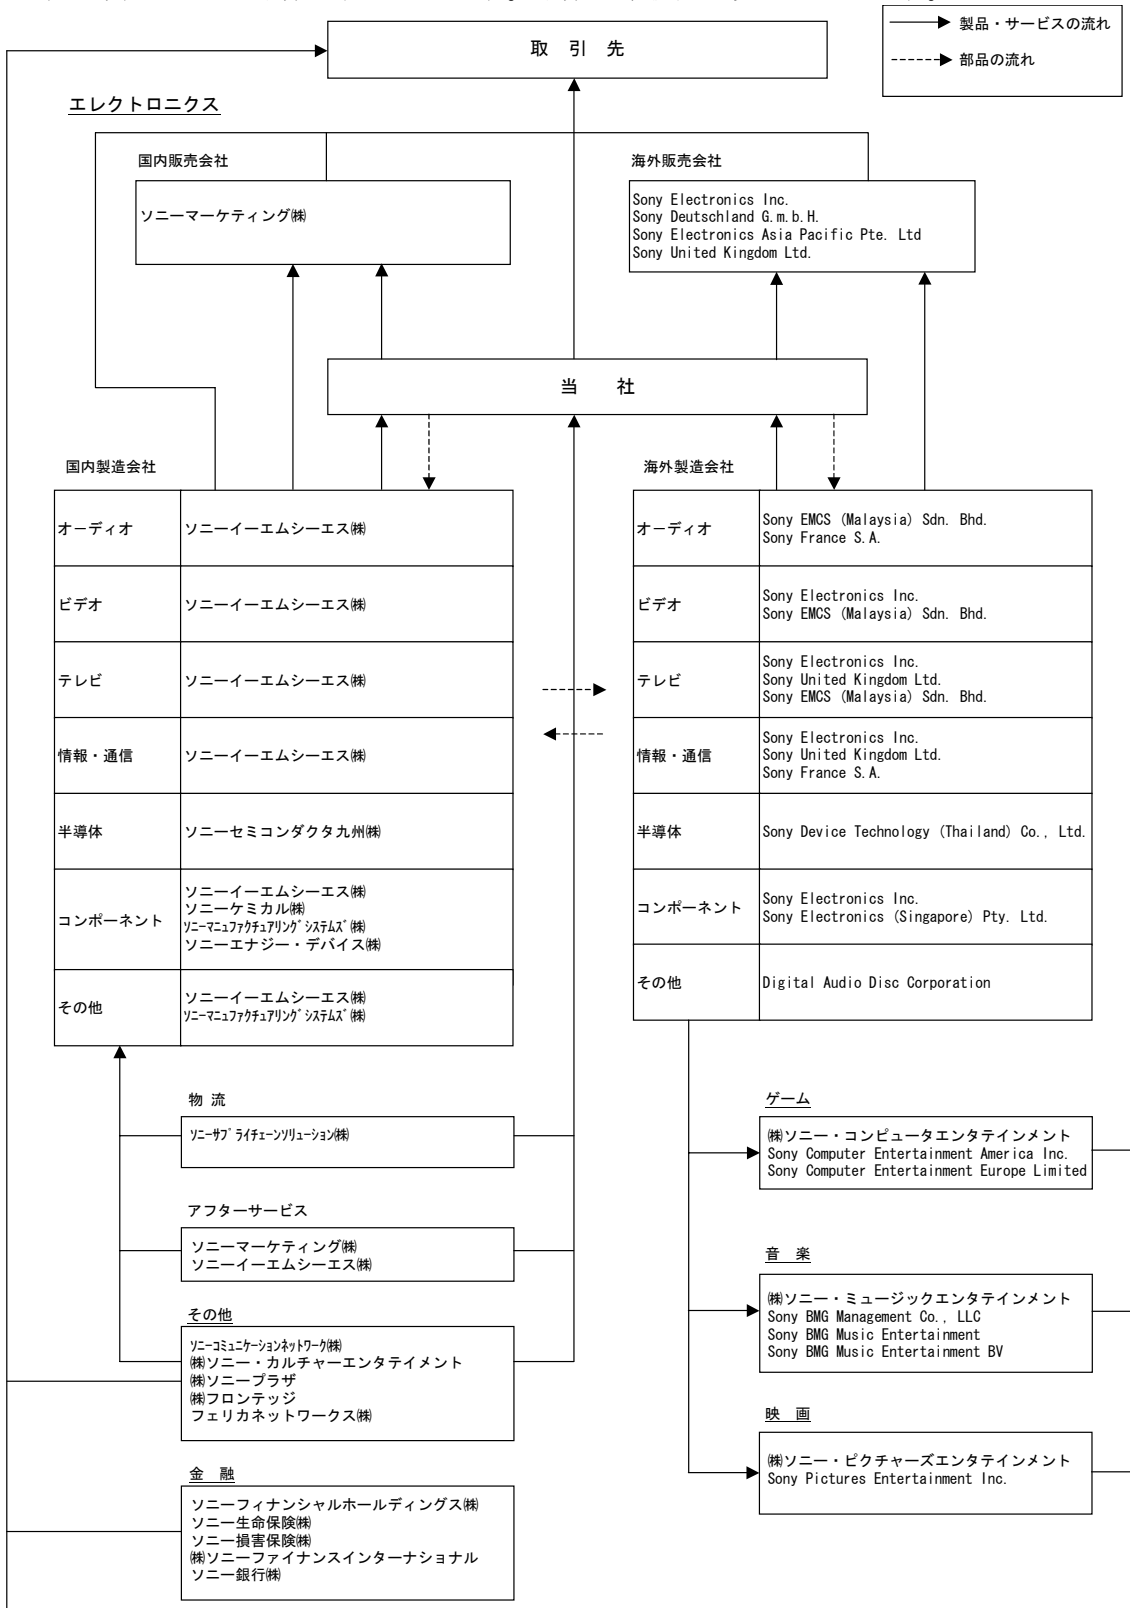 製品・サービスの流れ
部品の流れ
取 引 先
エレクトロニクス
国内販売会社
ソニーマーケティング㈱
海外販売会社
Sony Electronics Inc.
Sony Deutschland G.m.b.H.
Sony Electronics Asia Pacific Pte. Ltd
Sony United Kingdom Ltd.
当 社
国内製造会社
オーディオ
ソニーイーエムシーエス㈱
ビデオ
ソニーイーエムシーエス㈱
テレビ
ソニーイーエムシーエス㈱
情報・通信
ソニーイーエムシーエス㈱
半導体
ソニーセミコンダクタ九州㈱
コンポーネント
ソニーイーエムシーエス㈱
ソニーケミカル㈱
ソニーマニュファクチュアリングシステムズ㈱
ソニーエナジー・デバイス㈱
その他
ソニーイーエムシーエス㈱
ソニーマニュファクチュアリングシステムズ㈱
海外製造会社
オーディオ
Sony EMCS (Malaysia) Sdn. Bhd.
Sony France S.A.
ビデオ
Sony Electronics Inc.
Sony EMCS (Malaysia) Sdn. Bhd.
テレビ
Sony Electronics Inc.
Sony United Kingdom Ltd.
Sony EMCS (Malaysia) Sdn. Bhd.
情報・通信
Sony Electronics Inc.
Sony United Kingdom Ltd.
Sony France S.A.
半導体
Sony Device Technology (Thailand) Co., Ltd.
コンポーネント
Sony Electronics Inc.
Sony Electronics (Singapore) Pty. Ltd.
その他
Digital Audio Disc Corporation
物 流
ソニーサプライチェーンソリューション㈱
アフターサービス
ソニーマーケティング㈱
ソニーイーエムシーエス㈱
その他
ソニーコミュニケーションネットワーク㈱
㈱ソニー・カルチャーエンタテイメント
㈱ソニープラザ
㈱フロンテッジ
フェリカネットワークス㈱
金 融
ソニーフィナンシャルホールディングス㈱
ソニー生命保険㈱
ソニー損害保険㈱
㈱ソニーファイナンスインターナショナル
ソニー銀行㈱
ゲーム
㈱ソニー・コンピュータエンタテインメント
Sony Computer Entertainment America Inc.
Sony Computer Entertainment Europe Limited
音 楽
㈱ソニー・ミュージックエンタテインメント
Sony BMG Management Co., LLC
Sony BMG Music Entertainment
Sony BMG Music Entertainment BV
映 画
㈱ソニー・ピクチャーズエンタテインメント
Sony Pictures Entertainment Inc.